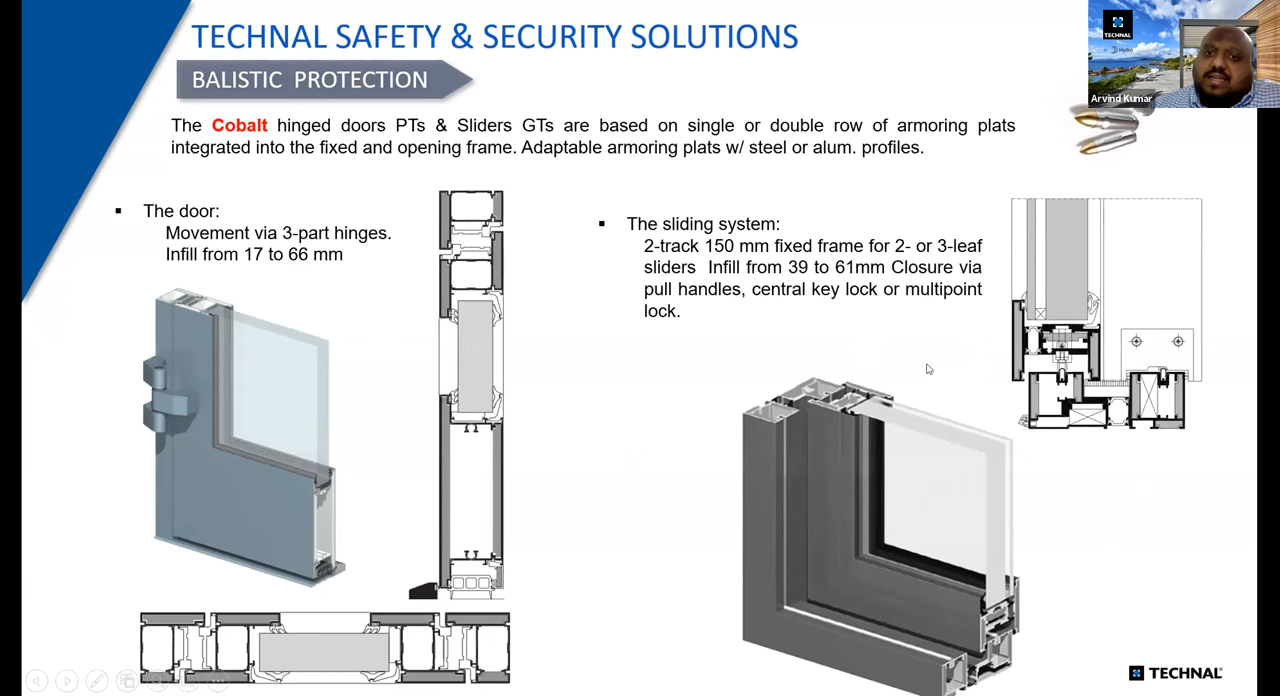 TECHNAL SAFETY & SECURITY SOLUTIONS
BALISTIC PROTECTION
TECHNAL
Hydro
Arvind Kumar
The Cobalt hinged doors PTs & Sliders GTs are based on single or double row of armoring plats
integrated into the fixed and opening frame. Adaptable armoring plats w/ steel or alum. profiles.
▪ The door:
Movement via 3-part hinges.
Infill from 17 to 66 mm
▪ The sliding system:
2-track 150 mm fixed frame for 2- or 3-leaf
sliders Infill from 39 to 61mm Closure via
pull handles, central key lock or multipoint
lock.
TECHNAL®